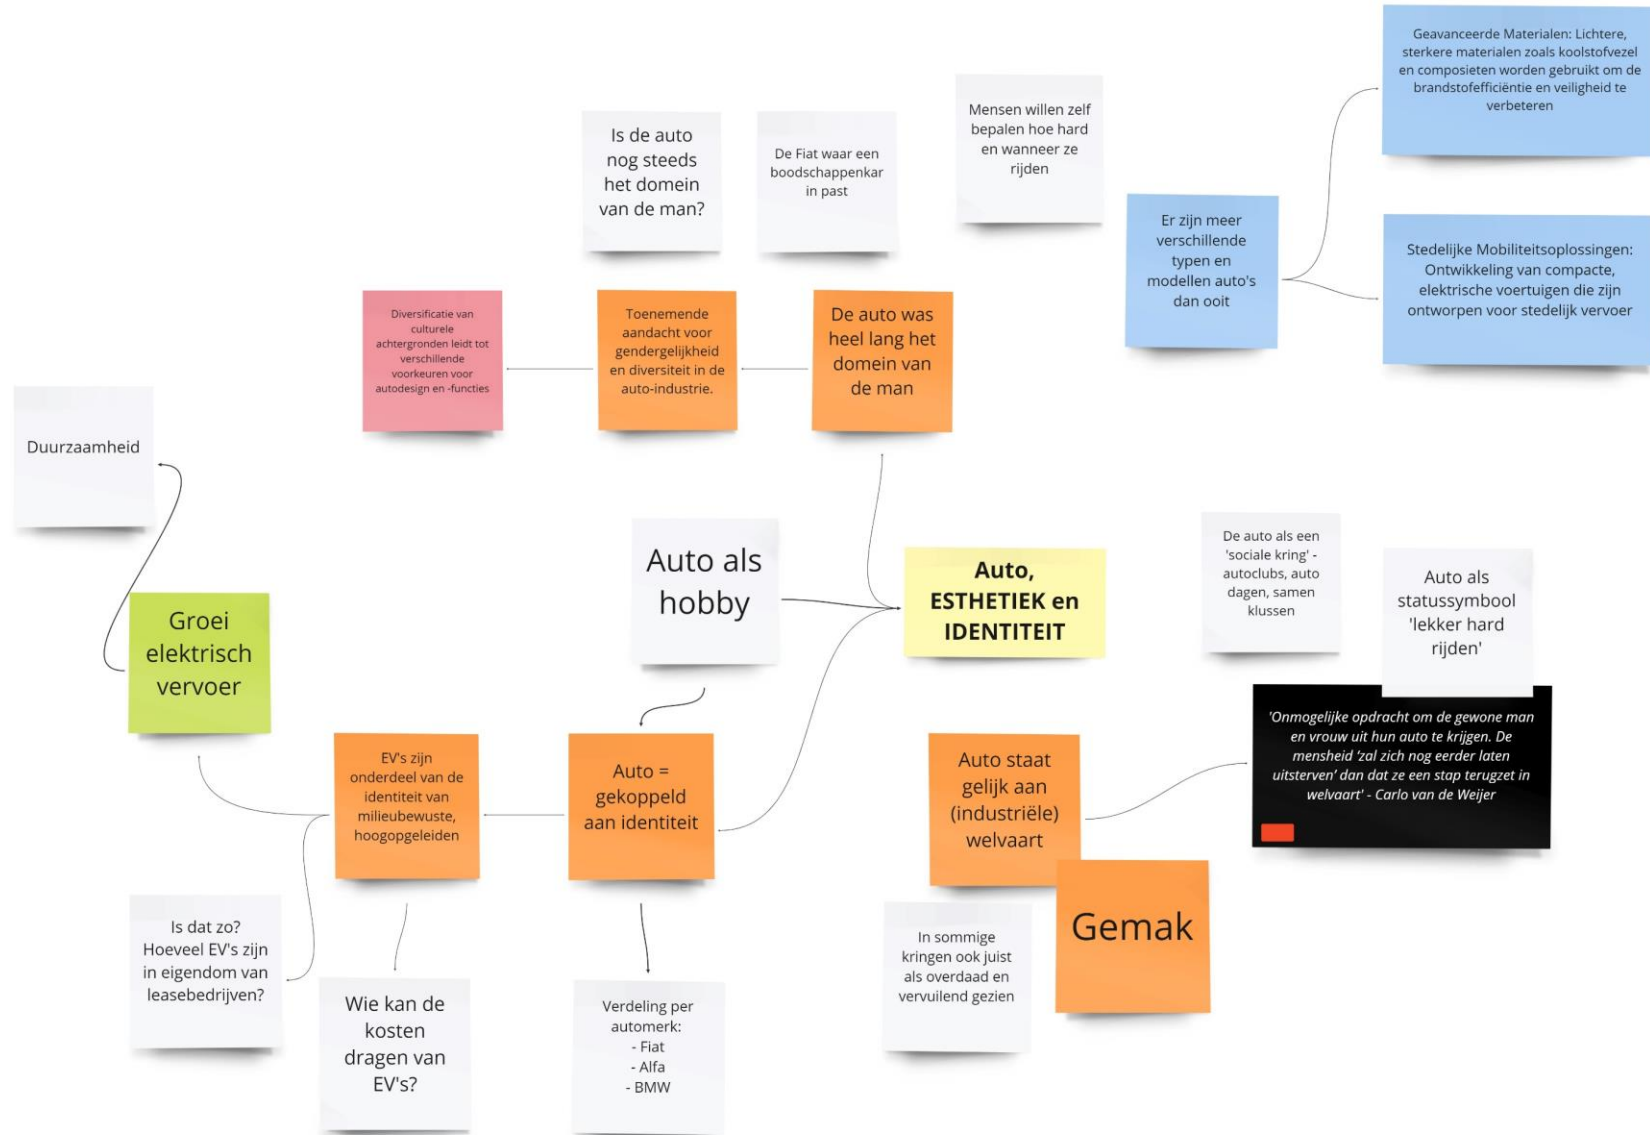 Geavanceerde Materialen: Lichtere,
sterkere materialen zoals koolstofvezel
en composieten worden gebruikt om de
brandstofefficiëntie en veiligheid te
verbeteren
Is de auto
nog steeds
het domein
van de man?
De Fiat waar een
boodschappenkar
in past
Mensen willen zelf
bepalen hoe hard
en wanneer ze
rijden
Er zijn meer
verschillende
typen en
modellen auto's
dan ooit
Stedelijke Mobiliteitsoplossingen:
Ontwikkeling van compacte,
elektrische voertuigen die zijn
ontworpen voor stedelijk vervoer
Diversificatie van
culturele
achtergronden leidt tot
verschillende
voorkeuren voor
autodesign en -functies
Toenemende
aandacht voor
gendergelijkheid
en diversiteit in de
auto-industrie.
De auto was
heel lang het
domein van
de man
Duurzaamheid
Auto als
hobby
Auto,
ESTHETIEK en
IDENTITEIT
De auto als een
'sociale kring' -
autoclubs, auto
dagen, samen
klussen
Auto als
statussymbool
'lekker hard
rijden'
Groei
elektrisch
vervoer
EV's zijn
onderdeel van de
identiteit van
milieubewuste,
hoogopgeleiden
Auto =
gekoppeld
aan identiteit
Auto staat
gelijk aan
(industriële)
welvaart
'Onmogelijke opdracht om de gewone man
en vrouw uit hun auto te krijgen. De
mensheid 'zal zich nog eerder laten
uitsterven' dan dat ze een stap terugzet in
welvaart' - Carlo van de Weijer
Gemak
Is dat zo?
Hoeveel EV's zijn
in eigendom van
leasebedrijven?
Wie kan de
kosten
dragen van
EV's?
Verdeling per
automerk:
- Fiat
- Alfa
- BMW
In sommige
kringen ook juist
als overdaad en
vervuilend gezien